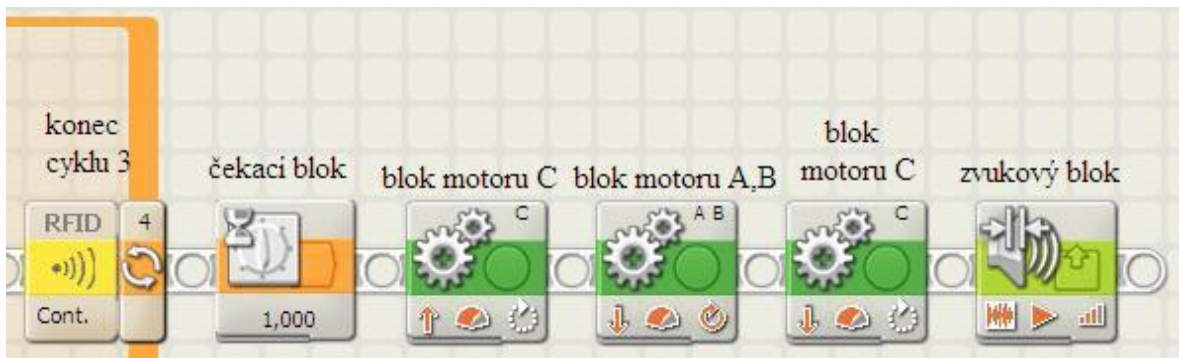 konec
cyklu 3
čekací blok
blok motoru C
blok motoru A,B
blok
motoru C
zvukový blok
RFID
4
Cont.
1,000
C
A B
C